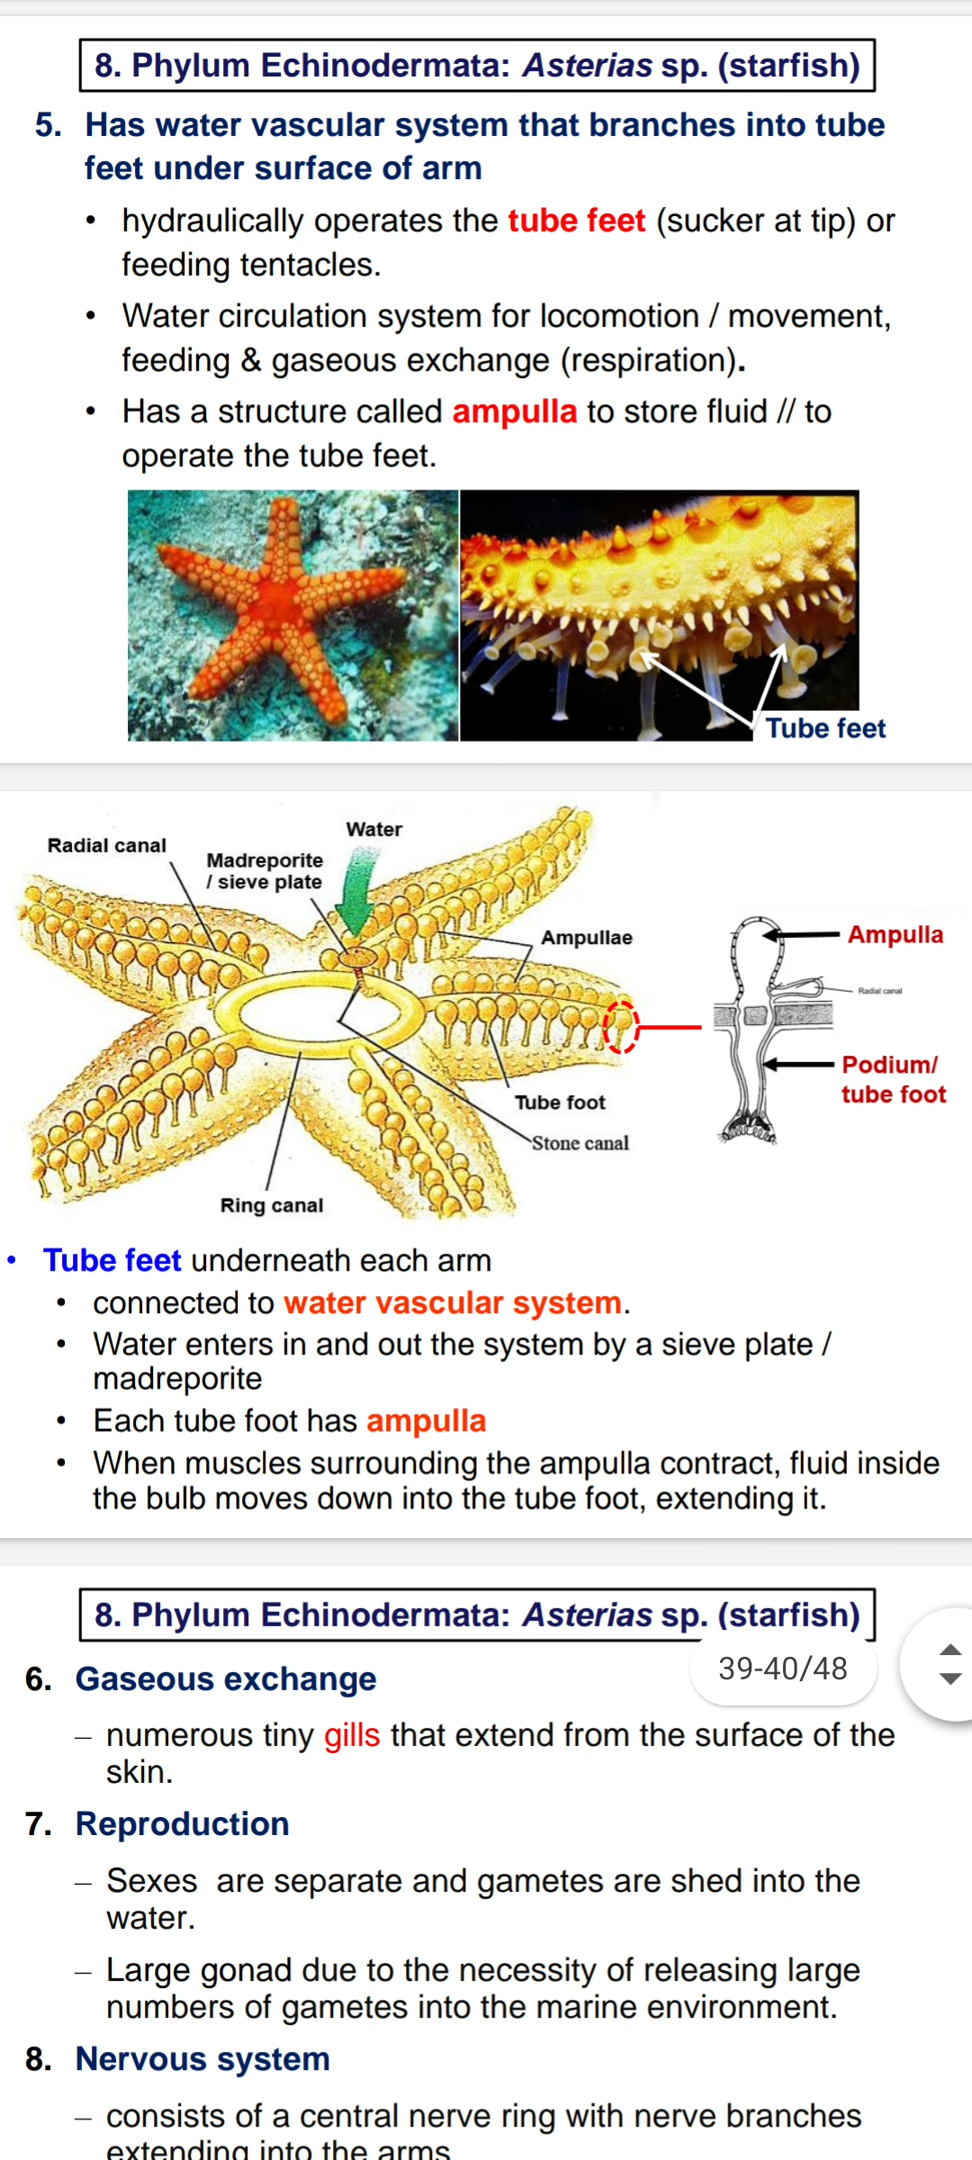 8. Phylum Echinodermata: Asterias sp. (starfish)
5. Has water vascular system that branches into tube
feet under surface of arm
• hydraulically operates the tube feet (sucker at tip) or
feeding tentacles.
• Water circulation system for locomotion / movement,
feeding & gaseous exchange (respiration).
• Has a structure called ampulla to store fluid // to
operate the tube feet.
Tube feet
Water
Radial canal
Madreporite
/ sieve plate
Ampullae
Ampulla
Radial canal
Podium/
tube foot
Tube foot
Stone canal
Ring canal
• Tube feet underneath each arm
• connected to water vascular system.
• Water enters in and out the system by a sieve plate /
madreporite
• Each tube foot has ampulla
• When muscles surrounding the ampulla contract, fluid inside
the bulb moves down into the tube foot, extending it.
8. Phylum Echinodermata: Asterias sp. (starfish)
39-40/48
6. Gaseous exchange
– numerous tiny gills that extend from the surface of the
skin.
7. Reproduction
– Sexes are separate and gametes are shed into the
water.
– Large gonad due to the necessity of releasing large
numbers of gametes into the marine environment.
8. Nervous system
– consists of a central nerve ring with nerve branches
extending into the arms